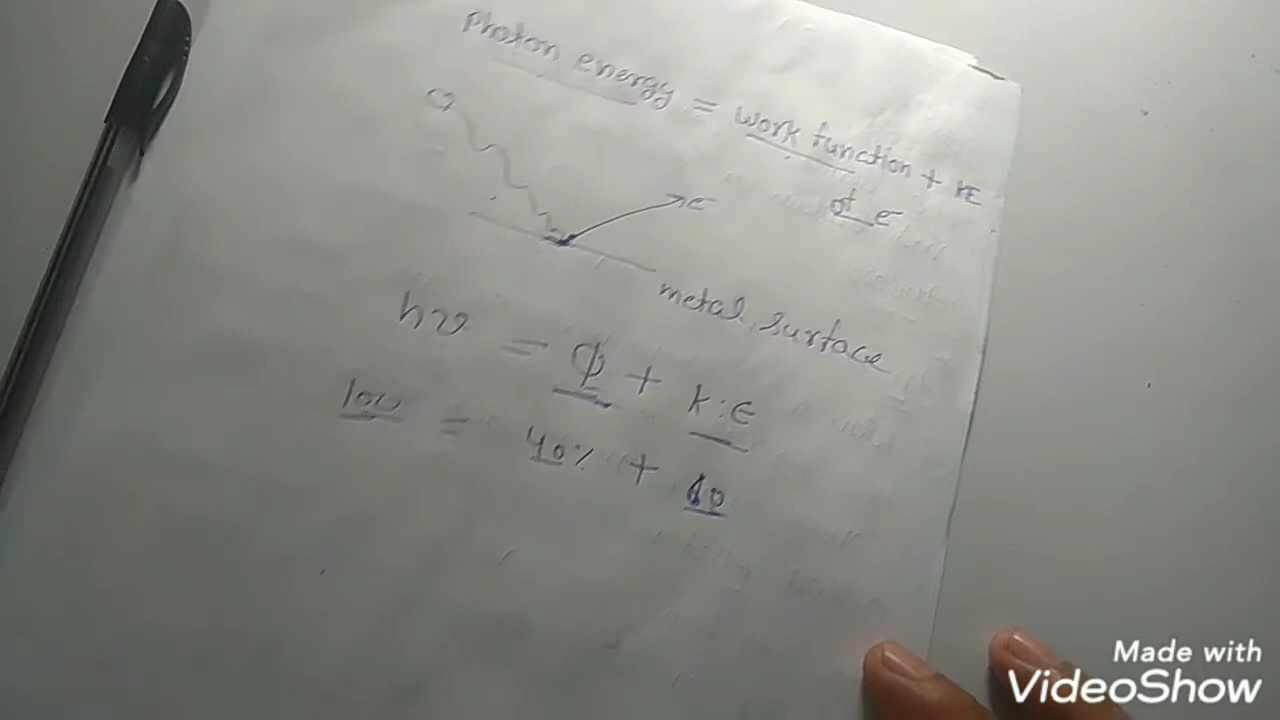 Photon energy = work function + KE
of e-
e-
metal surface
hν = φ + k.E
100 = 40% + 60
Made with
VideoShow